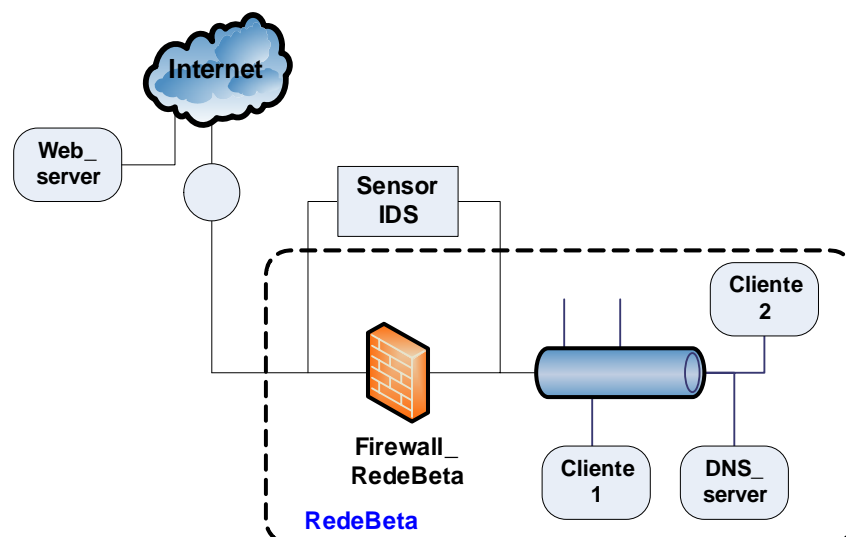 Internet
Web_
server
Sensor
IDS
Cliente
2
Firewall_
RedeBeta
Cliente
1
DNS_
server
RedeBeta